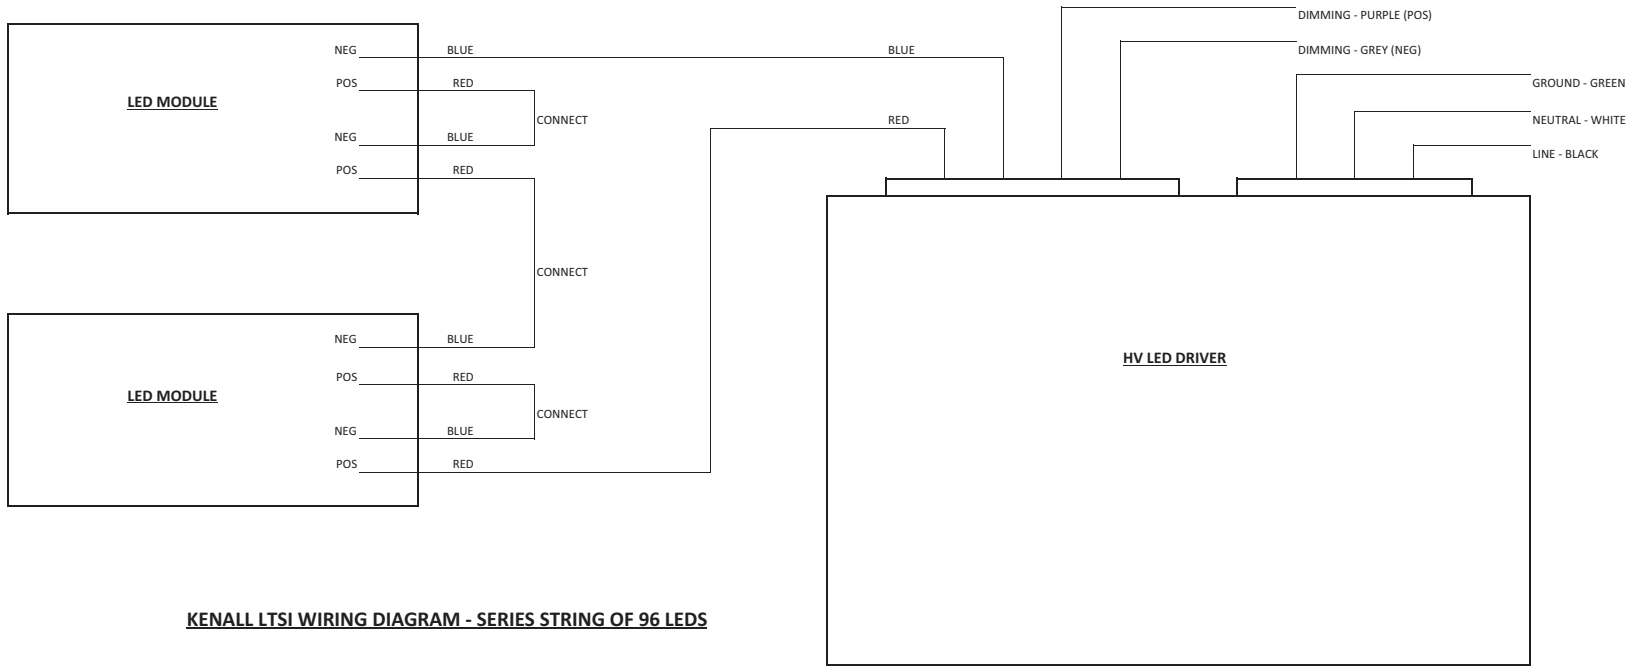 DIMMING - PURPLE (POS)
NEG BLUE BLUE DIMMING - GREY (NEG)
POS RED GROUND - GREEN
LED MODULE
CONNECT RED NEUTRAL - WHITE
NEG BLUE
LINE - BLACK
POS RED
CONNECT
NEG BLUE
HV LED DRIVER
POS RED
LED MODULE
CONNECT
NEG BLUE
POS RED
KENALL LTSI WIRING DIAGRAM - SERIES STRING OF 96 LEDS